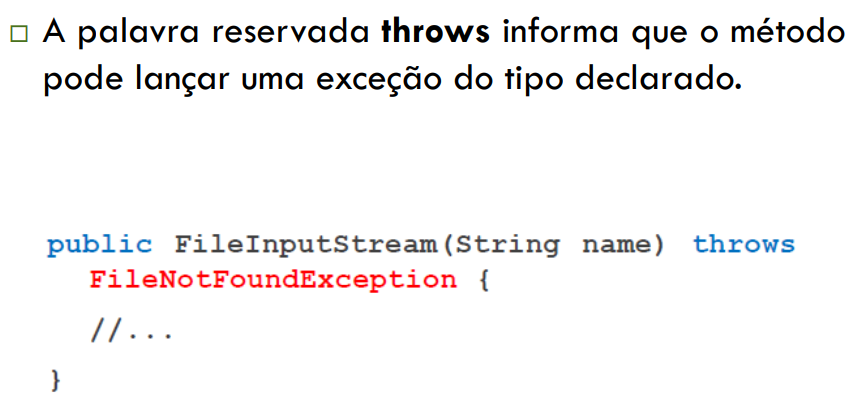 A palavra reservada throws informa que o método
pode lançar uma exceção do tipo declarado.
public FileInputStream(String name) throws
FileNotFoundException {
//...
}